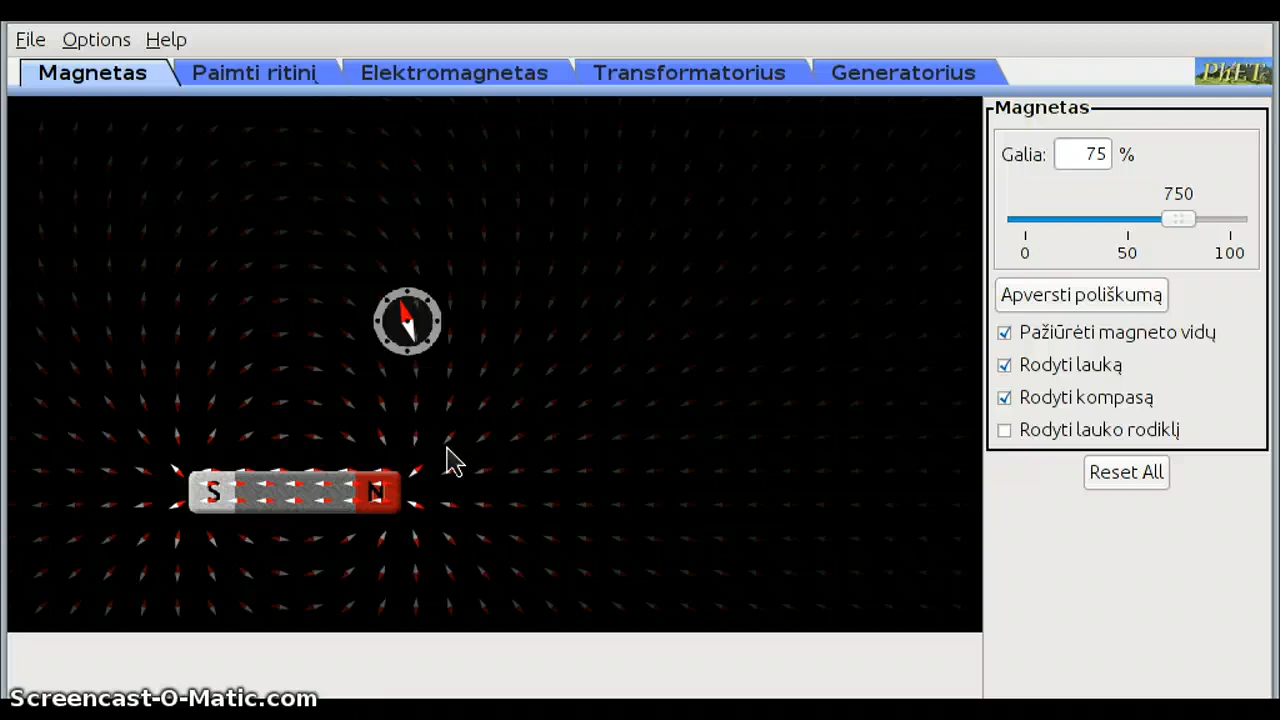 File Options Help
Magnetas Paimti ritinį Elektromagnetas Transformatorius Generatorius PhET
Magnetas
Galia: 75 %
750
0 50 100
Apversti poliškumą
Pažiūrėti magneto vidų
Rodyti lauką
Rodyti kompasą
Rodyti lauko rodiklį
Reset All
S N
Screencast-O-Matic.com